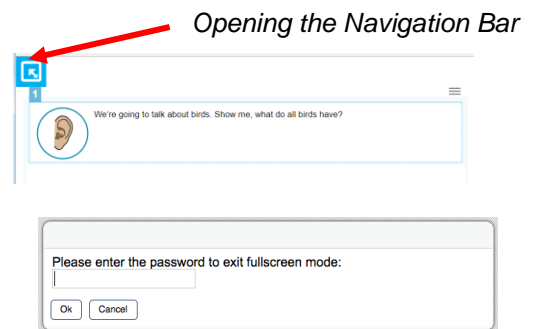 Opening the Navigation Bar
1
We're going to talk about birds. Show me, what do all birds have?
Please enter the password to exit fullscreen mode:
Ok Cancel